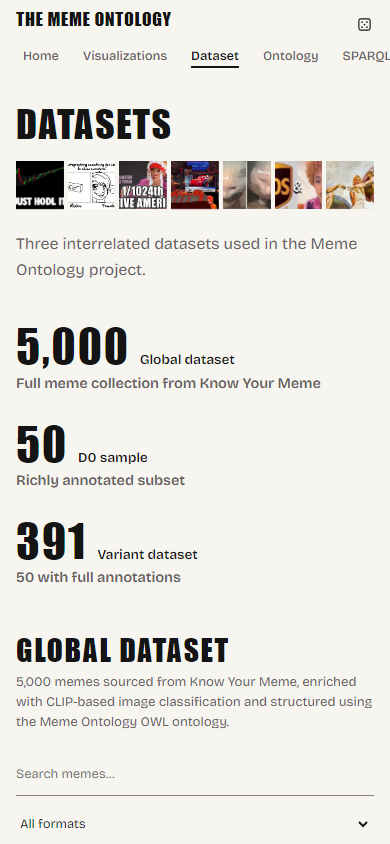 THE MEME ONTOLOGY
Home Visualizations Dataset Ontology SPARQL
DATASETS
UST HODL IT
1/1024th
IVE AMERI
OS &
Three interrelated datasets used in the Meme
Ontology project.
5,000 Global dataset
Full meme collection from Know Your Meme
50 D0 sample
Richly annotated subset
391 Variant dataset
50 with full annotations
GLOBAL DATASET
5,000 memes sourced from Know Your Meme, enriched
with CLIP-based image classification and structured using
the Meme Ontology OWL ontology.
Search memes...
All formats